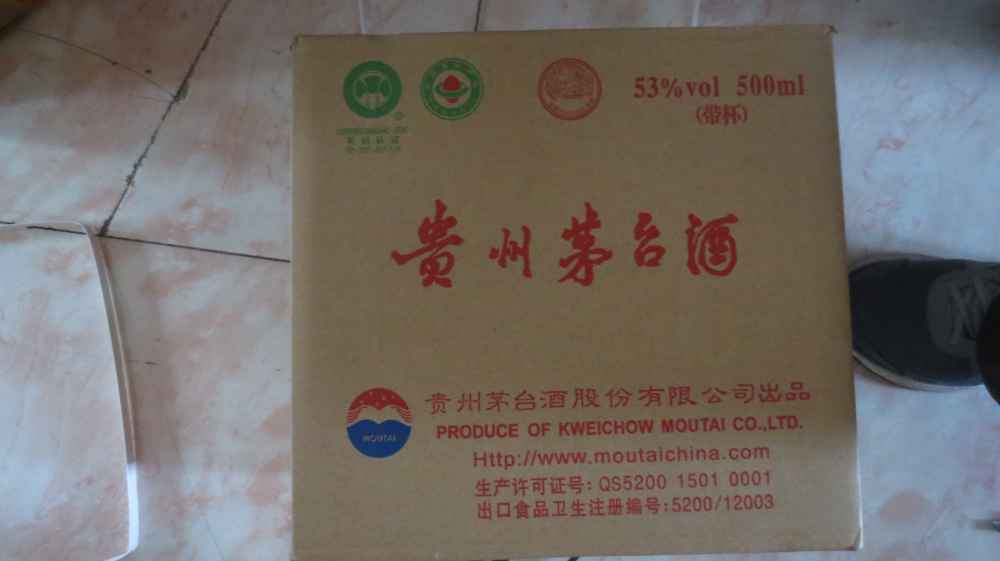 53%vol 500ml
(带杯)
贵州茅台酒
MOUTAI
贵州茅台酒股份有限公司出品
PRODUCE OF KWEICHOW MOUTAI CO.,LTD.
Http://www.moutaichina.com
生产许可证号: QS5200 1501 0001
出口食品卫生注册编号:5200/12003